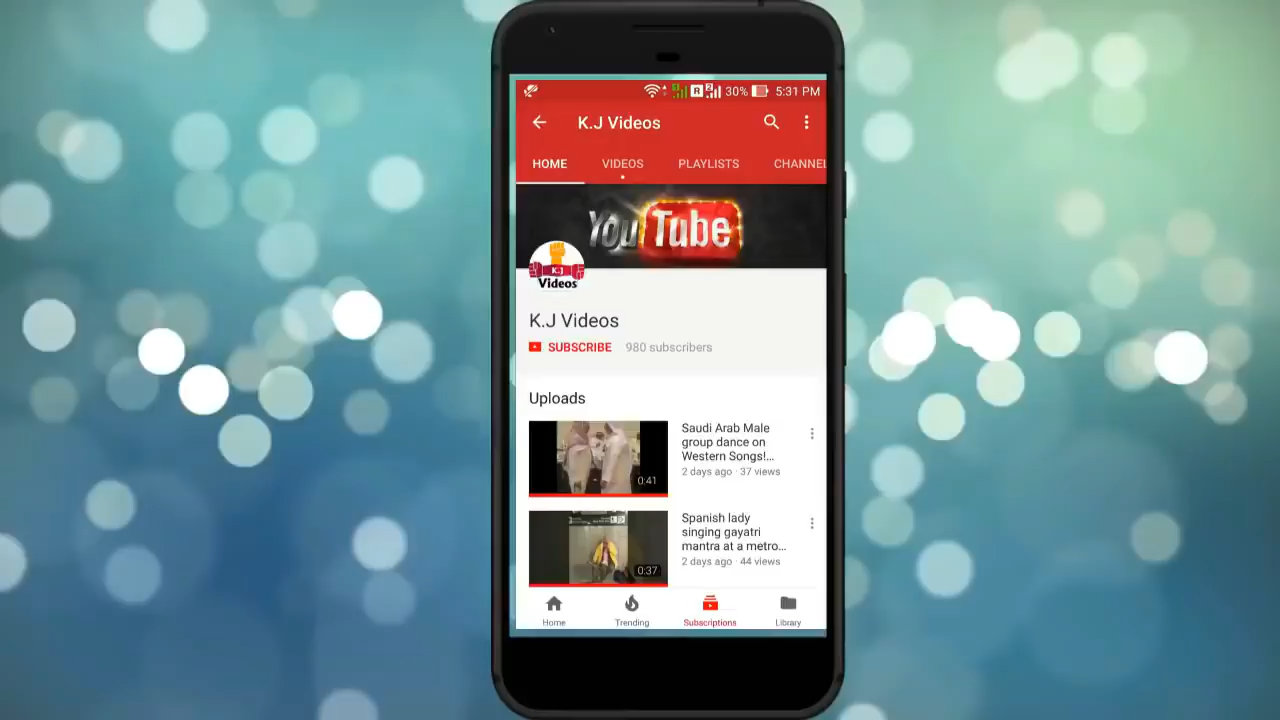 R 2 30% 5:31 PM
K.J Videos
HOME VIDEOS PLAYLISTS CHANNEL
YouTube
K.J
Videos
K.J Videos
SUBSCRIBE 980 subscribers
Uploads
Saudi Arab Male
group dance on
Western Songs!...
2 days ago · 37 views
0:41
Spanish lady
singing gayatri
mantra at a metro...
2 days ago · 44 views
0:37
Home Trending Subscriptions Library